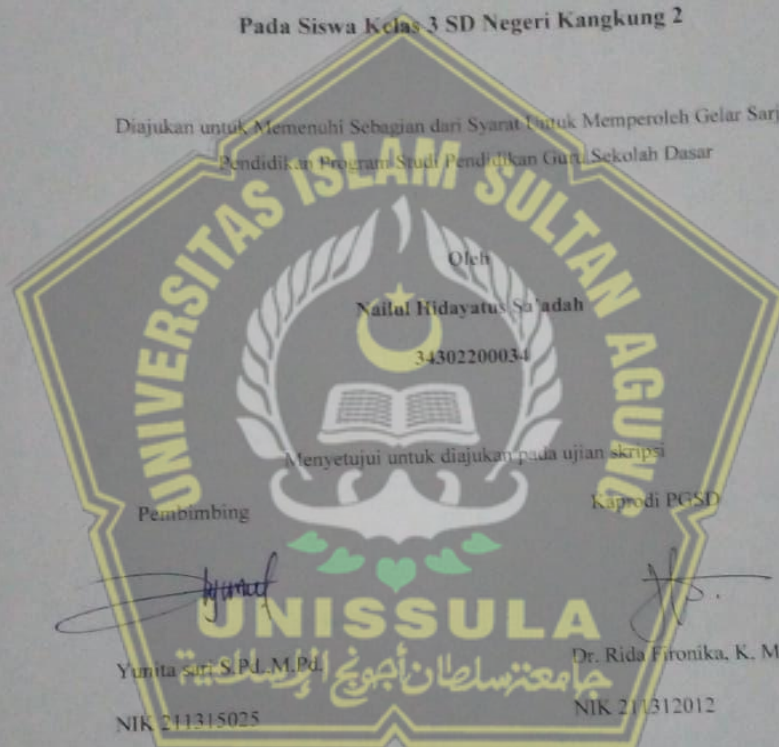 Pada Siswa Kelas 3 SD Negeri Kangkung 2
Diajukan untuk Memenuhi Sebagian dari Syarat Untuk Memperoleh Gelar Sarj
Pendidikan Program Studi Pendidikan Guru Sekolah Dasar
UNIVERSITAS ISLAM SULTAN AGUNG
Oleh
Nailul Hidayatus Sa'adah
34302200034
Menyetujui untuk diajukan pada ujian skripsi
Pembimbing
Kaprodi PGSD
UNISSULA
جامعة سلطان أجونج الإسلامية
Yunita sari S.Pd. M.Pd.
Dr. Rida Fironika, K. M
NIK 211315025
NIK 211312012